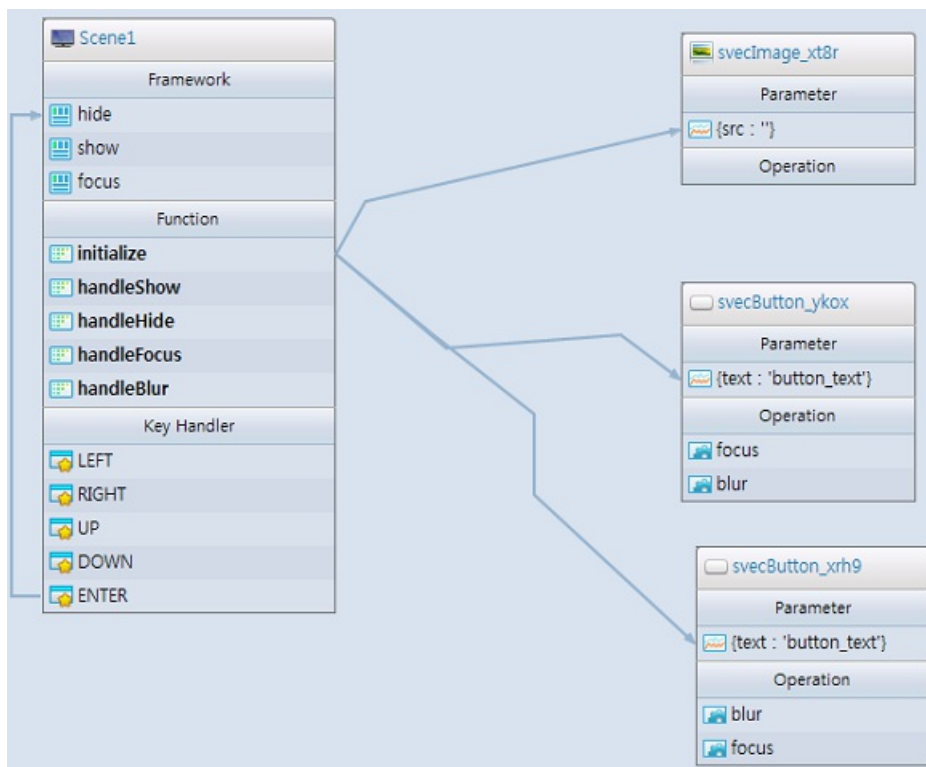 Scene1
Framework
hide
show
focus
Function
initialize
handleShow
handleHide
handleFocus
handleBlur
Key Handler
LEFT
RIGHT
UP
DOWN
ENTER
svecImage_xt8r
Parameter
{src : ''}
Operation
svecButton_ykox
Parameter
{text : 'button_text'}
Operation
focus
blur
svecButton_xrh9
Parameter
{text : 'button_text'}
Operation
blur
focus